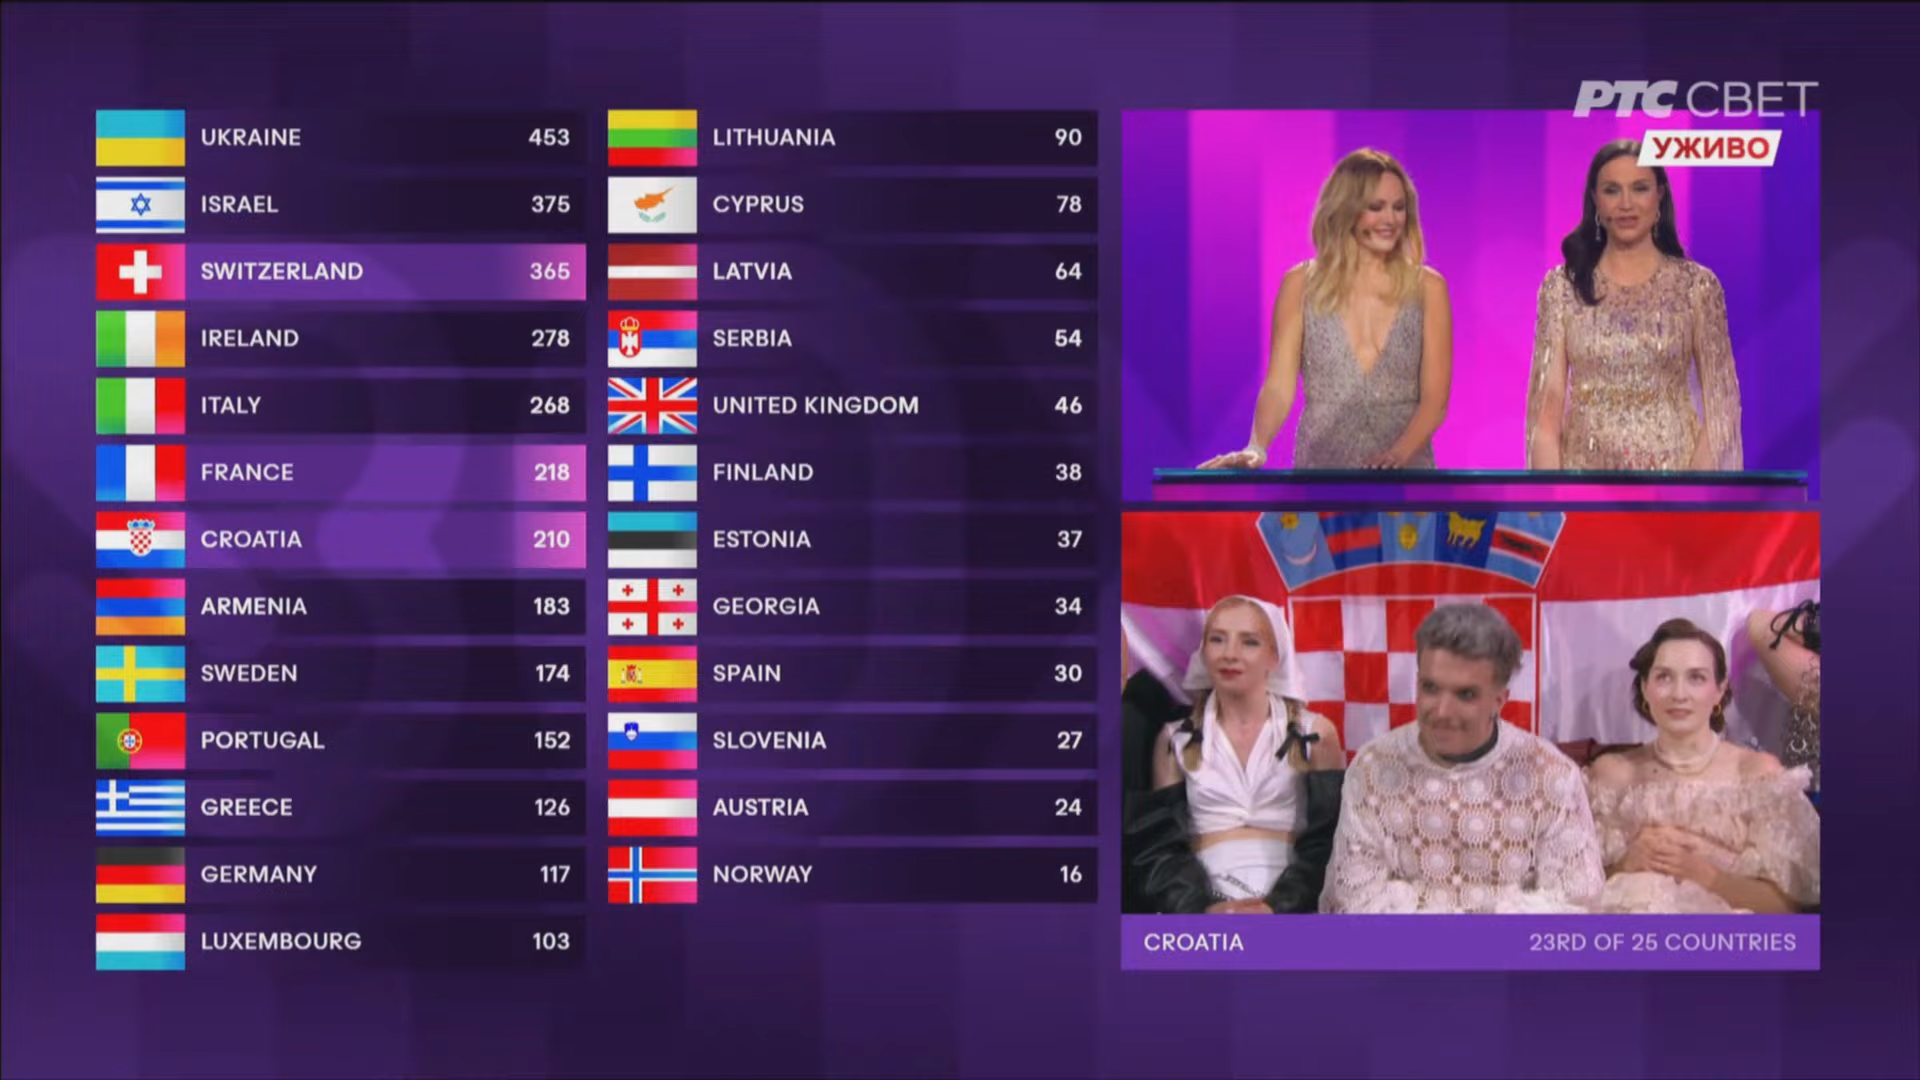 UKRAINE 453
ISRAEL 375
SWITZERLAND 365
IRELAND 278
ITALY 268
FRANCE 218
CROATIA 210
ARMENIA 183
SWEDEN 174
PORTUGAL 152
GREECE 126
GERMANY 117
LUXEMBOURG 103
LITHUANIA 90
CYPRUS 78
LATVIA 64
SERBIA 54
UNITED KINGDOM 46
FINLAND 38
ESTONIA 37
GEORGIA 34
SPAIN 30
SLOVENIA 27
AUSTRIA 24
NORWAY 16
РТС СВЕТ
УЖИВО
CROATIA 23RD OF 25 COUNTRIES